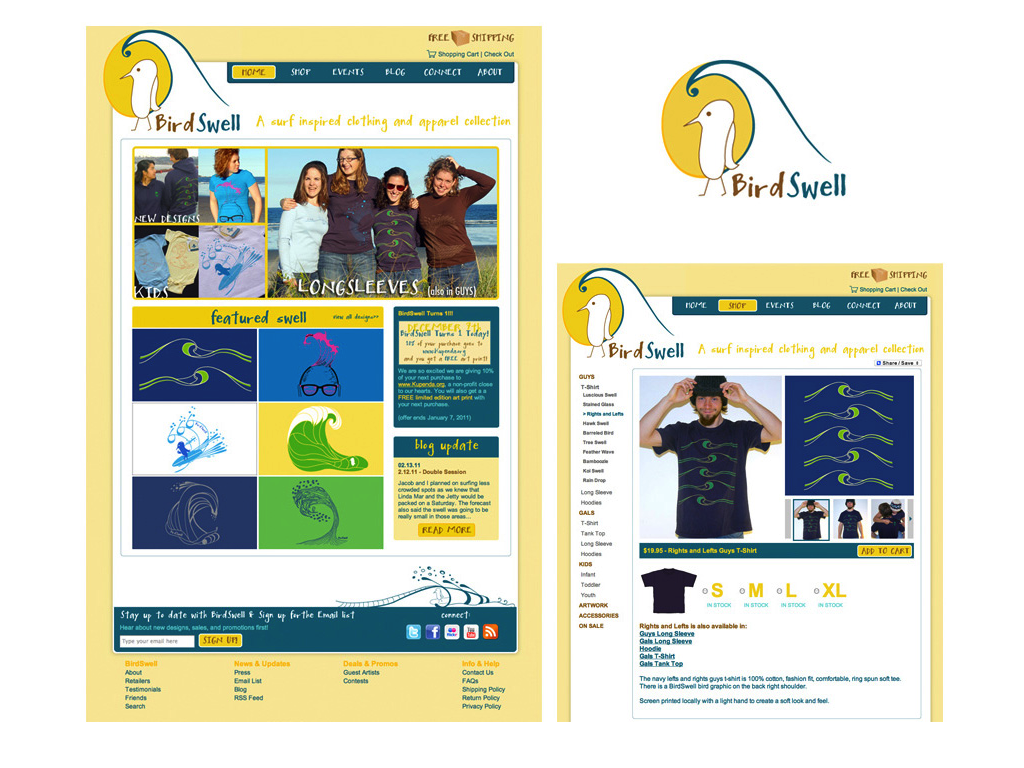 FREE SHIPPING
Shopping Cart | Check Out
HOME SHOP EVENTS BLOG CONNECT ABOUT
BirdSwell
A surf inspired clothing and apparel collection
NEW DESIGNS
KIDS
LONGSLEEVES (also in GUYS)
featured swell
view all designs>>
BirdSwell Turns 1!!!
DECEMBER 7th
BirdSwell Turns 1 Today!
10% of your purchase goes to
www.Kupenda.org
and you get a FREE art print!!
We are so excited we are giving 10%
of your next purchase to
www.Kupenda.org, a non-profit close
to our hearts. You will also get a a
FREE limited edition art print with
your next purchase.
(offer ends January 7, 2011)
blog update
02.13.11
2.12.11 - Double Session
Jacob and I planned on surfing less
crowded spots as we knew that
Linda Mar and the Jetty would be
packed on a Saturday. The forecast
also said the swell was going to be
really small in those areas...
READ MORE
Stay up to date with BirdSwell & Sign up for the Email list
Hear about new designs, sales, and promotions first!
Type your email here
SIGN UP!
connect:
flickr
You Tube
BirdSwell
About
Retailers
Testimonials
Friends
Search
News & Updates
Press
Email List
Blog
RSS Feed
Deals & Promos
Guest Artists
Contests
Info & Help
Contact Us
FAQs
Shipping Policy
Return Policy
Privacy Policy
BirdSwell
FREE SHIPPING
Shopping Cart | Check Out
HOME SHOP EVENTS BLOG CONNECT ABOUT
BirdSwell
A surf inspired clothing and apparel collection
Share / Save
GUYS
T-Shirt
Luscious Swell
Stained Glass
> Rights and Lefts
Hawk Swell
Barreled Bird
Tree Swell
Feather Wave
Bamboozle
Koi Swell
Rain Drop
Long Sleeve
Hoodies
GALS
T-Shirt
Tank Top
Long Sleeve
Hoodies
KIDS
Infant
Toddler
Youth
ARTWORK
ACCESSORIES
ON SALE
$19.95 - Rights and Lefts Guys T-Shirt
ADD TO CART
S M L XL
IN STOCK IN STOCK IN STOCK IN STOCK
Rights and Lefts is also available in:
Guys Long Sleeve
Gals Long Sleeve
Hoodie
Gals T-Shirt
Gals Tank Top
The navy lefts and rights guys t-shirt is 100% cotton, fashion fit, comfortable, ring spun soft tee.
There is a BirdSwell bird graphic on the back right shoulder.
Screen printed locally with a light hand to create a soft look and feel.